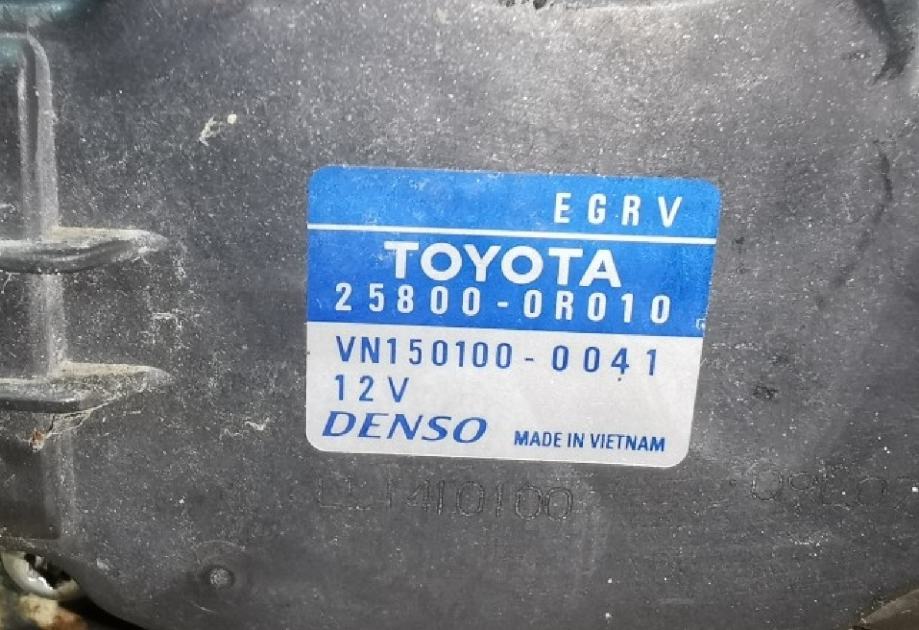 EGRV
TOYOTA
25800-0R010
VN150100-0041
12V
DENSO MADE IN VIETNAM